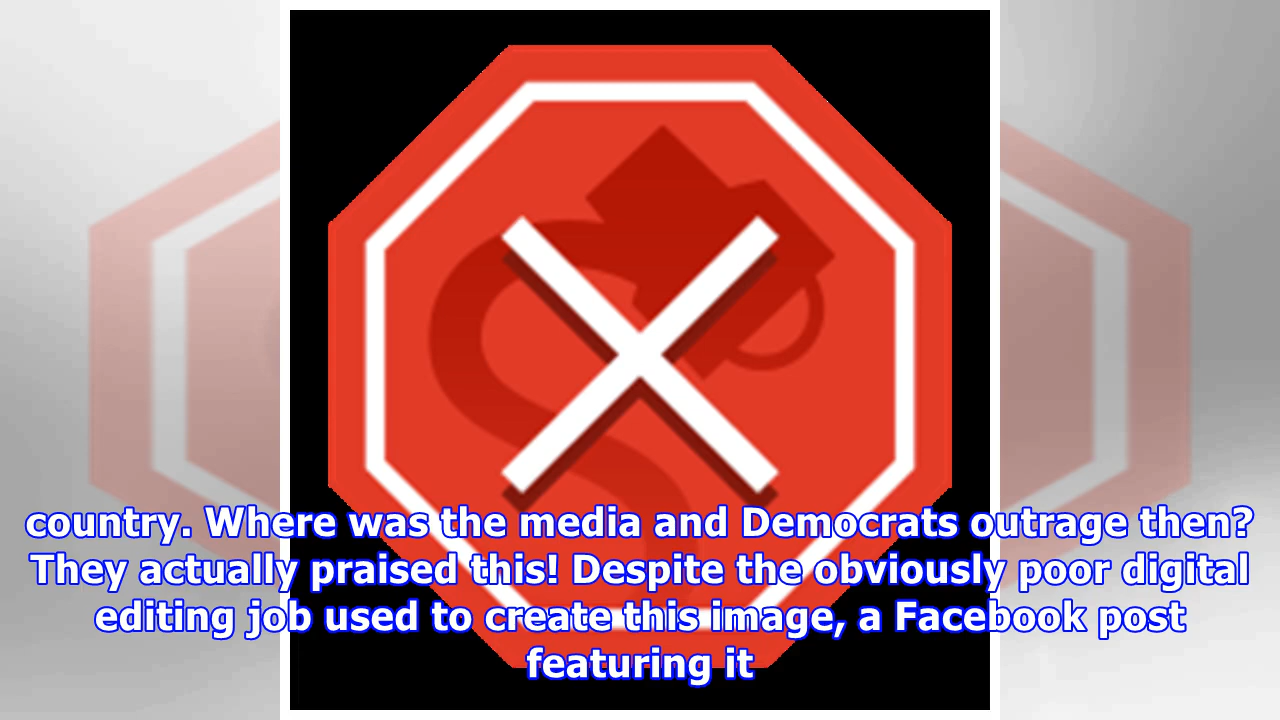 country. Where was the media and Democrats outrage then?
They actually praised this! Despite the obviously poor digital
editing job used to create this image, a Facebook post
featuring it